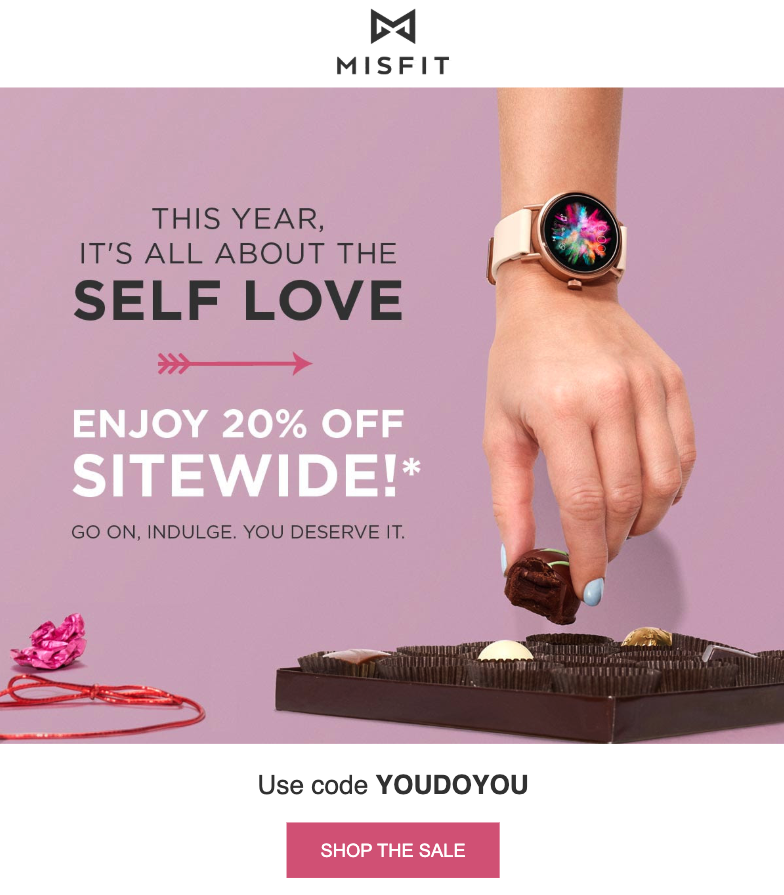 MISFIT
THIS YEAR,
IT'S ALL ABOUT THE
SELF LOVE
ENJOY 20% OFF
SITEWIDE!*
GO ON, INDULGE. YOU DESERVE IT.
Use code YOUDOYOU
SHOP THE SALE